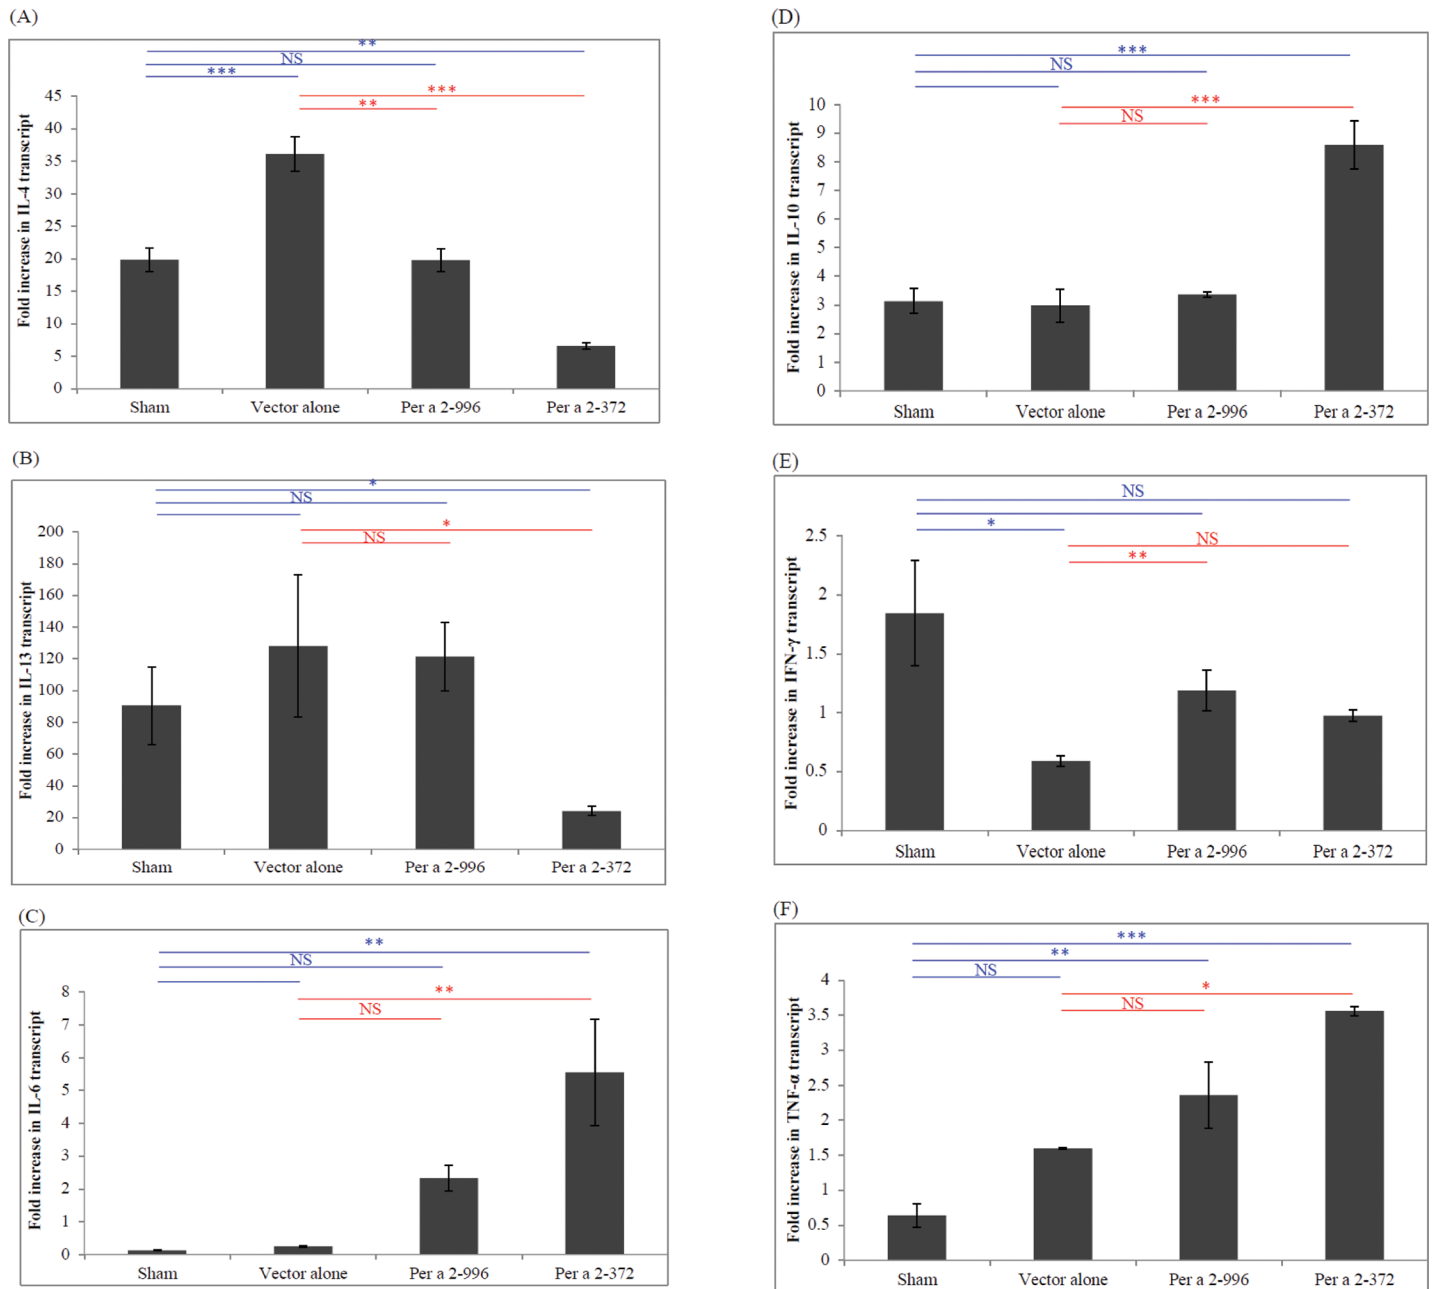 (A)
**
NS
***
***
**
Fold increase in IL-4 transcript
45
40
35
30
25
20
15
10
5
0
Sham Vector alone Per a 2-996 Per a 2-372
(B)
*
NS
*
NS
Fold increase in IL-13 transcript
200
180
160
140
120
100
80
60
40
20
0
Sham Vector alone Per a 2-996 Per a 2-372
(C)
**
NS
**
NS
Fold increase in IL-6 transcript
8
7
6
5
4
3
2
1
0
Sham Vector alone Per a 2-996 Per a 2-372
(D)
***
NS
***
NS
Fold increase in IL-10 transcript
10
9
8
7
6
5
4
3
2
1
0
Sham Vector alone Per a 2-996 Per a 2-372
(E)
NS
*
NS
**
Fold increase in IFN-γ transcript
2.5
2
1.5
1
0.5
0
Sham Vector alone Per a 2-996 Per a 2-372
(F)
***
**
NS
*
NS
Fold increase in TNF-α transcript
4
3.5
3
2.5
2
1.5
1
0.5
0
Sham Vector alone Per a 2-996 Per a 2-372